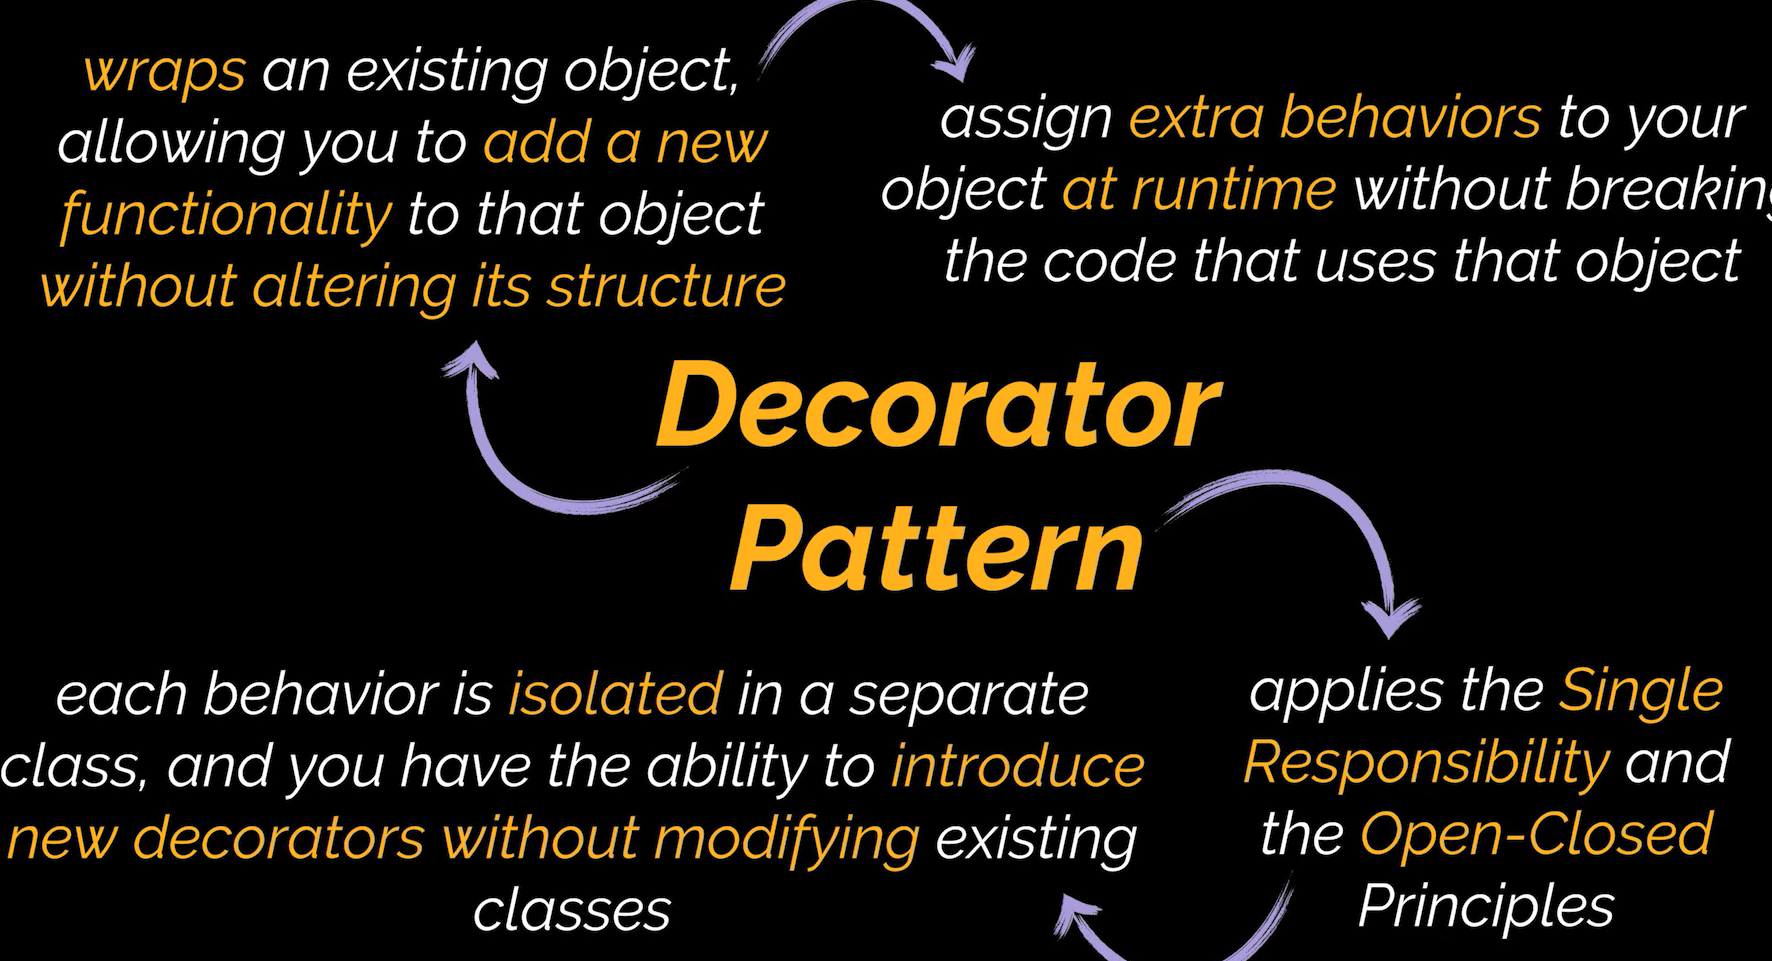 wraps an existing object,
allowing you to add a new
functionality to that object
without altering its structure
assign extra behaviors to your
object at runtime without breaking
the code that uses that object
Decorator
Pattern
each behavior is isolated in a separate
class, and you have the ability to introduce
new decorators without modifying existing
classes
applies the Single
Responsibility and
the Open-Closed
Principles